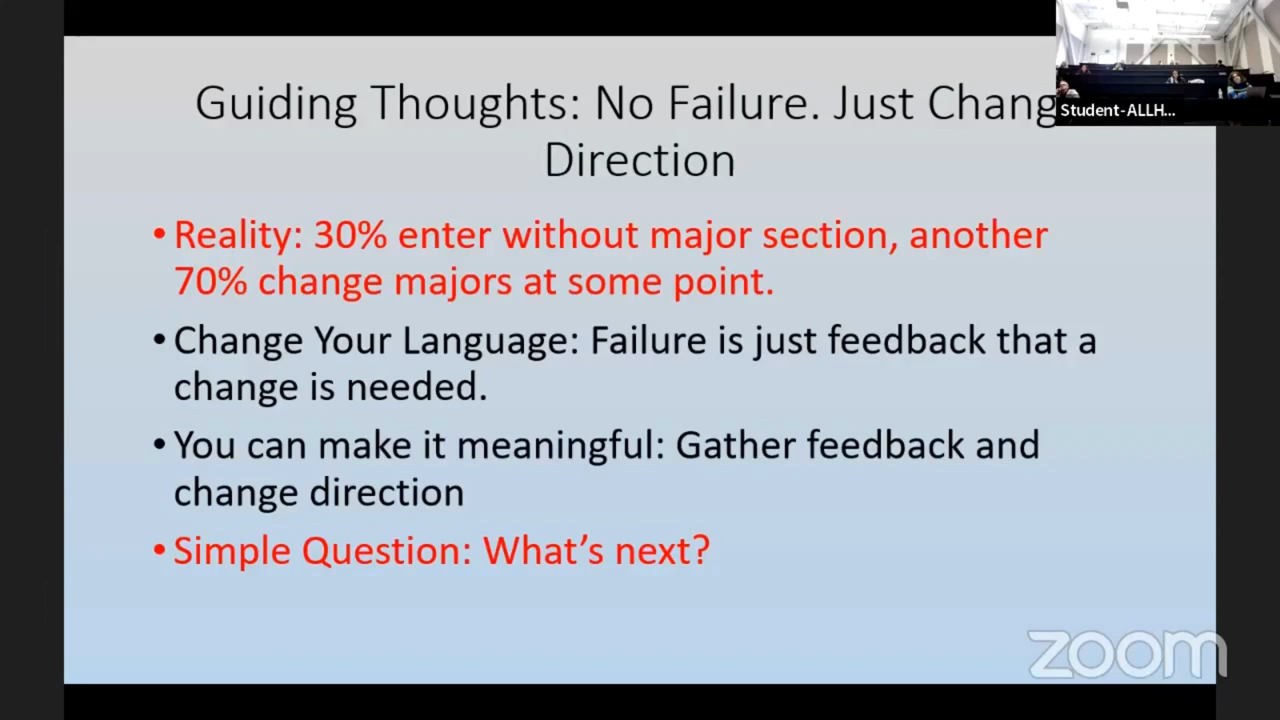 Guiding Thoughts: No Failure. Just Chang
Direction
• Reality: 30% enter without major section, another
70% change majors at some point.
• Change Your Language: Failure is just feedback that a
change is needed.
• You can make it meaningful: Gather feedback and
change direction
• Simple Question: What’s next?
Student-ALLH...
zoom